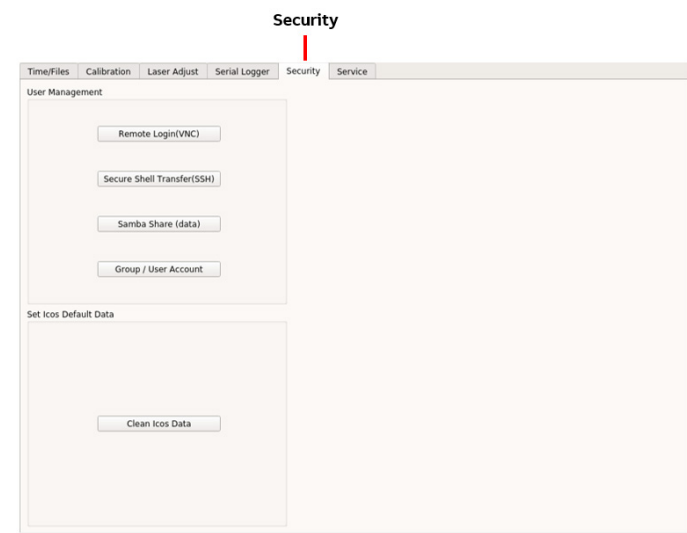 Security
Time/Files Calibration Laser Adjust Serial Logger Security Service
User Management
Remote Login(VNC)
Secure Shell Transfer(SSH)
Samba Share (data)
Group / User Account
Set Icos Default Data
Clean Icos Data